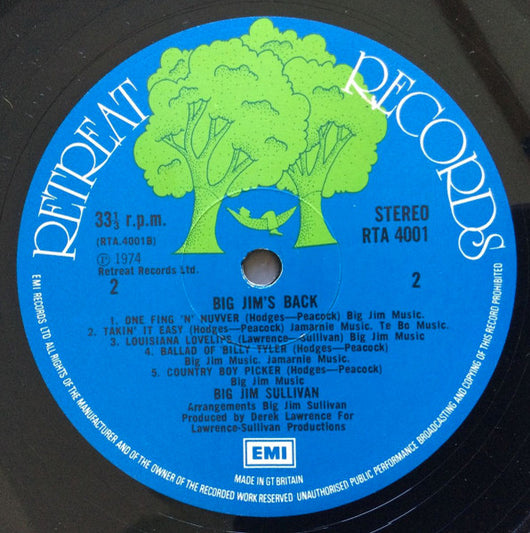 RETREAT RECORDS
33⅓ r.p.m.
(RTA.4001B)
Ⓟ 1974
Retreat Records Ltd.
2
STEREO
RTA 4001
2
BIG JIM'S BACK
1. ONE FING 'N' NUVVER (Hodges—Peacock) Big Jim Music.
2. TAKIN' IT EASY (Hodges—Peacock) Jamarnie Music. Te Bo Music.
3. LOUISIANA LOVELIPS (Lawrence—Sullivan) Big Jim Music
4. BALLAD OF BILLY TYLER (Hodges—Peacock)
Big Jim Music. Jamarnie Music.
5. COUNTRY BOY PICKER (Hodges—Peacock)
Big Jim Music
BIG JIM SULLIVAN
Arrangements Big Jim Sullivan
Produced by Derek Lawrence For
Lawrence-Sullivan Productions
EMI
MADE IN GT BRITAIN
EMI RECORDS LTD ALL RIGHTS OF THE MANUFACTURER AND OF THE OWNER OF THE RECORDED WORK RESERVED UNAUTHORISED PUBLIC PERFORMANCE BROADCASTING AND COPYING OF THIS RECORD PROHIBITED